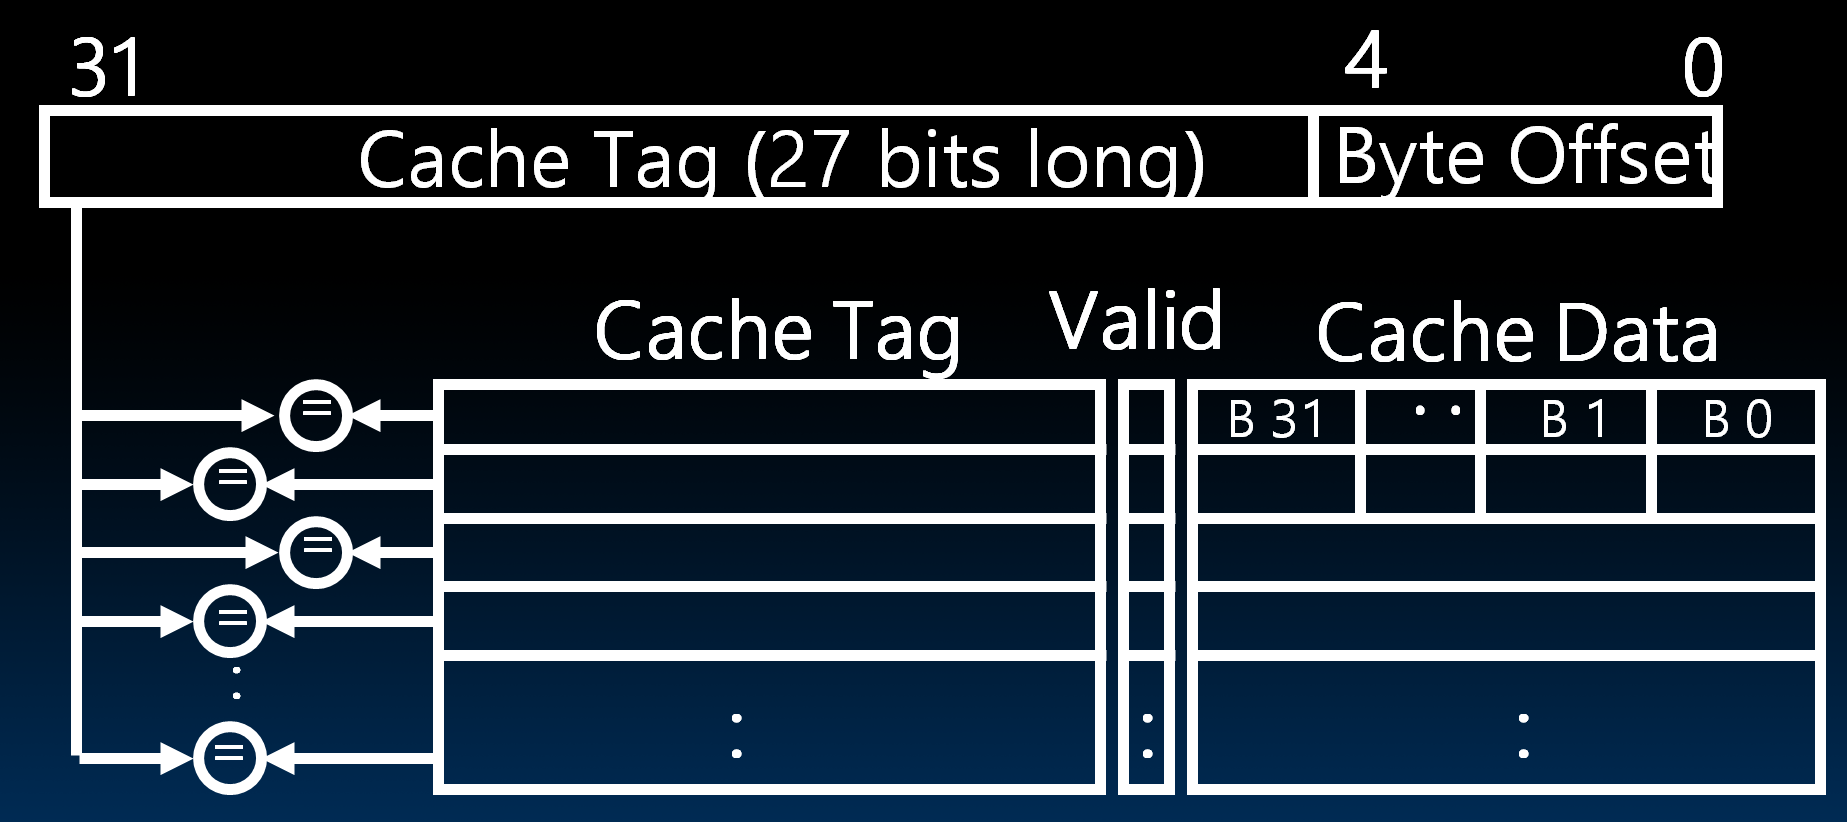 31 4 0
Cache Tag (27 bits long) Byte Offset
Cache Tag Valid Cache Data
= B 31 . . B 1 B 0
=
=
=
:
= : : :